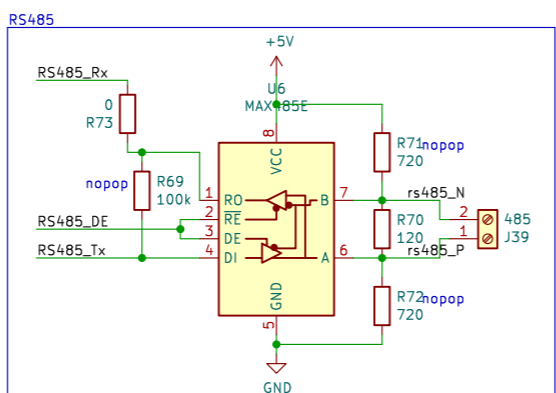 RS485
+5V
RS485_Rx
U6
MAX485E
0
R73
8
VCC
R71
nopop
720
nopop
R69
100k
1
RO
B
7
rs485_N
2
RE
2
485
RS485_DE
3
DE
R70
120
1
J39
RS485_Tx
4
DI
A
6
rs485_P
GND
5
R72
nopop
720
GND